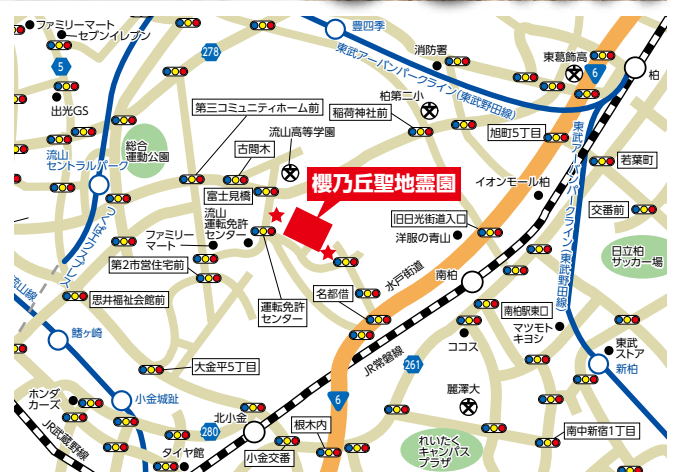 ファミリーマート
セブンイレブン
豊四季
東武アーバンパークライン(東武野田線)
消防署
東葛飾高
278
5
6
柏
出光GS
柏第二小
第三コミュニティホーム前
稲荷神社前
流山高等学園
旭町5丁目
総合
運動公園
流山
セントラルパーク
古間木
若葉町
東武アーバンパークライン(東武野田線)
櫻乃丘聖地霊園
イオンモール柏
富士見橋
交番前
流山
運転免許
センター
旧日光街道入口
洋服の青山
ファミリー
マート
つくばエクスプレス
日立柏
サッカー場
第2市営住宅前
水戸街道
南柏
流山線
思井福祉会館前
運転免許
センター
名都借
南柏駅東口
マツモト
キヨシ
鰭ヶ崎
ココス
東武
ストア
JR常磐線
261
新柏
大金平5丁目
麗澤大
ホンダ
カーズ
小金城趾
6
北小金
根木内
JR武蔵野線
280
南中新宿1丁目
タイヤ館
小金交番
れいたく
キャンパス
プラザ